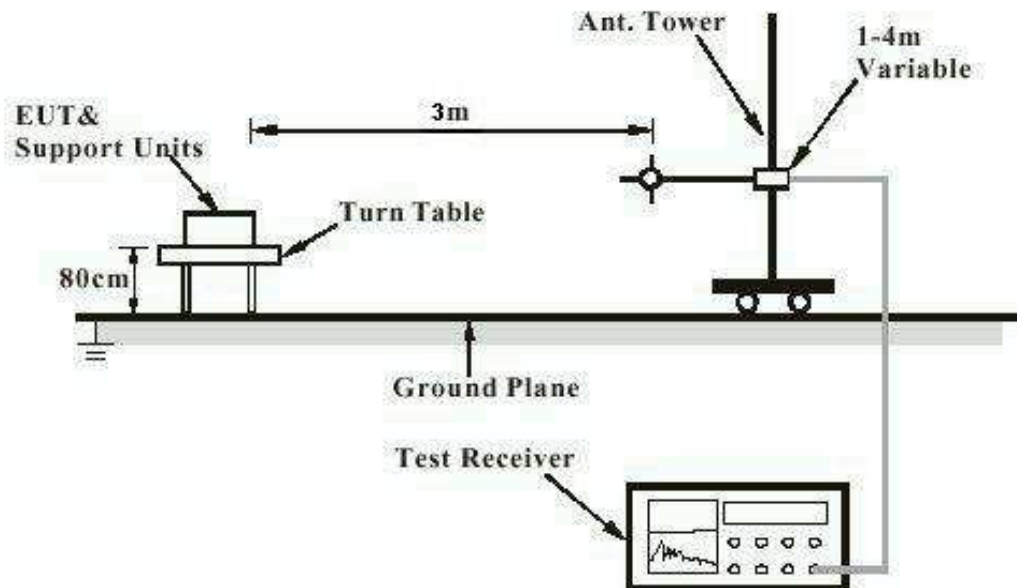 Ant. Tower
1-4m
Variable
EUT&
Support Units
3m
Turn Table
80cm
Ground Plane
Test Receiver